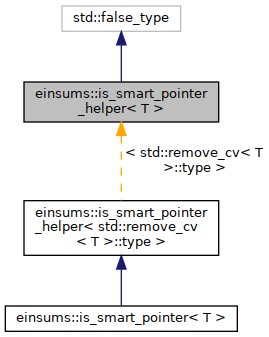 std::false_type
einsums::is_smart_pointer
_helper< T >
< std::remove_cv< T
>::type >
einsums::is_smart_pointer
_helper< std::remove_cv
< T >::type >
einsums::is_smart_pointer< T >